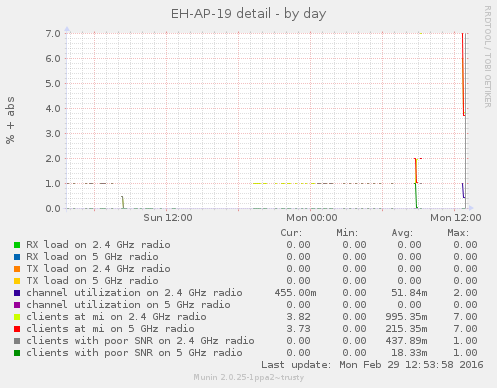 EH-AP-19 detail - by day
RRDTOOL / TOBI OETIKER
% + abs
7.0
6.0
5.0
4.0
3.0
2.0
1.0
0.0
Sun 12:00 Mon 00:00 Mon 12:00
Cur: Min: Avg: Max:
RX load on 2.4 GHz radio 0.00 0.00 0.00 0.00
RX load on 5 GHz radio 0.00 0.00 0.00 0.00
TX load on 2.4 GHz radio 0.00 0.00 0.00 0.00
TX load on 5 GHz radio 0.00 0.00 0.00 0.00
channel utilization on 2.4 GHz radio 455.00m 0.00 51.84m 2.00
channel utilization on 5 GHz radio 0.00 0.00 0.00 0.00
clients at mi on 2.4 GHz radio 3.82 0.00 995.35m 7.00
clients at mi on 5 GHz radio 3.73 0.00 215.35m 7.00
clients with poor SNR on 2.4 GHz radio 0.00 0.00 437.89m 1.00
clients with poor SNR on 5 GHz radio 0.00 0.00 18.33m 1.00
Last update: Mon Feb 29 12:53:58 2016
Munin 2.0.25-1ppa2~trusty